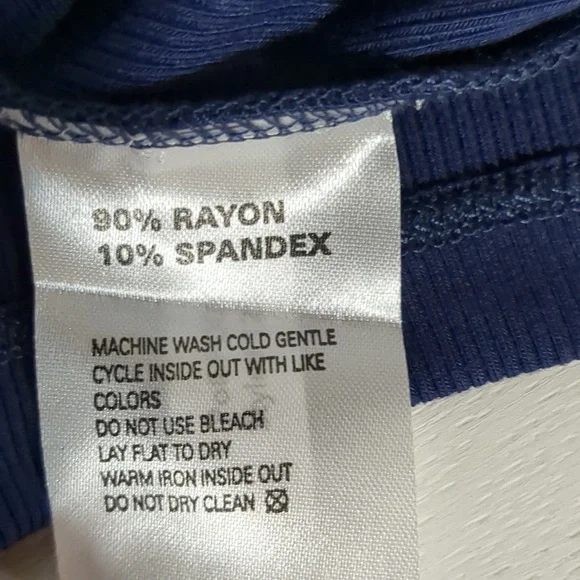 90% RAYON
10% SPANDEX
MACHINE WASH COLD GENTLE
CYCLE INSIDE OUT WITH LIKE
COLORS
DO NOT USE BLEACH
LAY FLAT TO DRY
WARM IRON INSIDE OUT
DO NOT DRY CLEAN